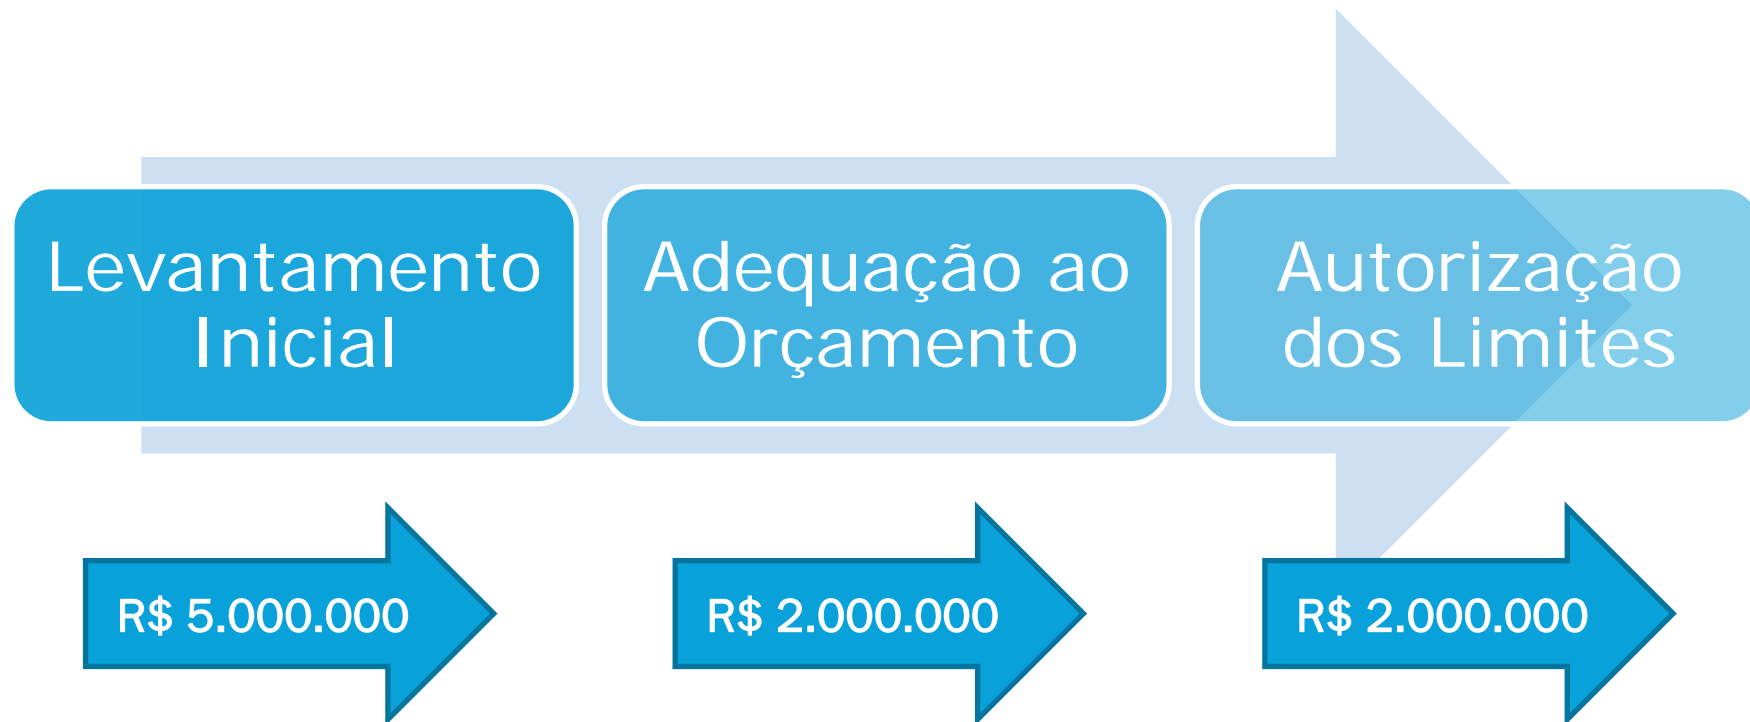 Levantamento
Inicial
Adequação ao
Orçamento
Autorização
dos Limites
R$ 5.000.000
R$ 2.000.000
R$ 2.000.000